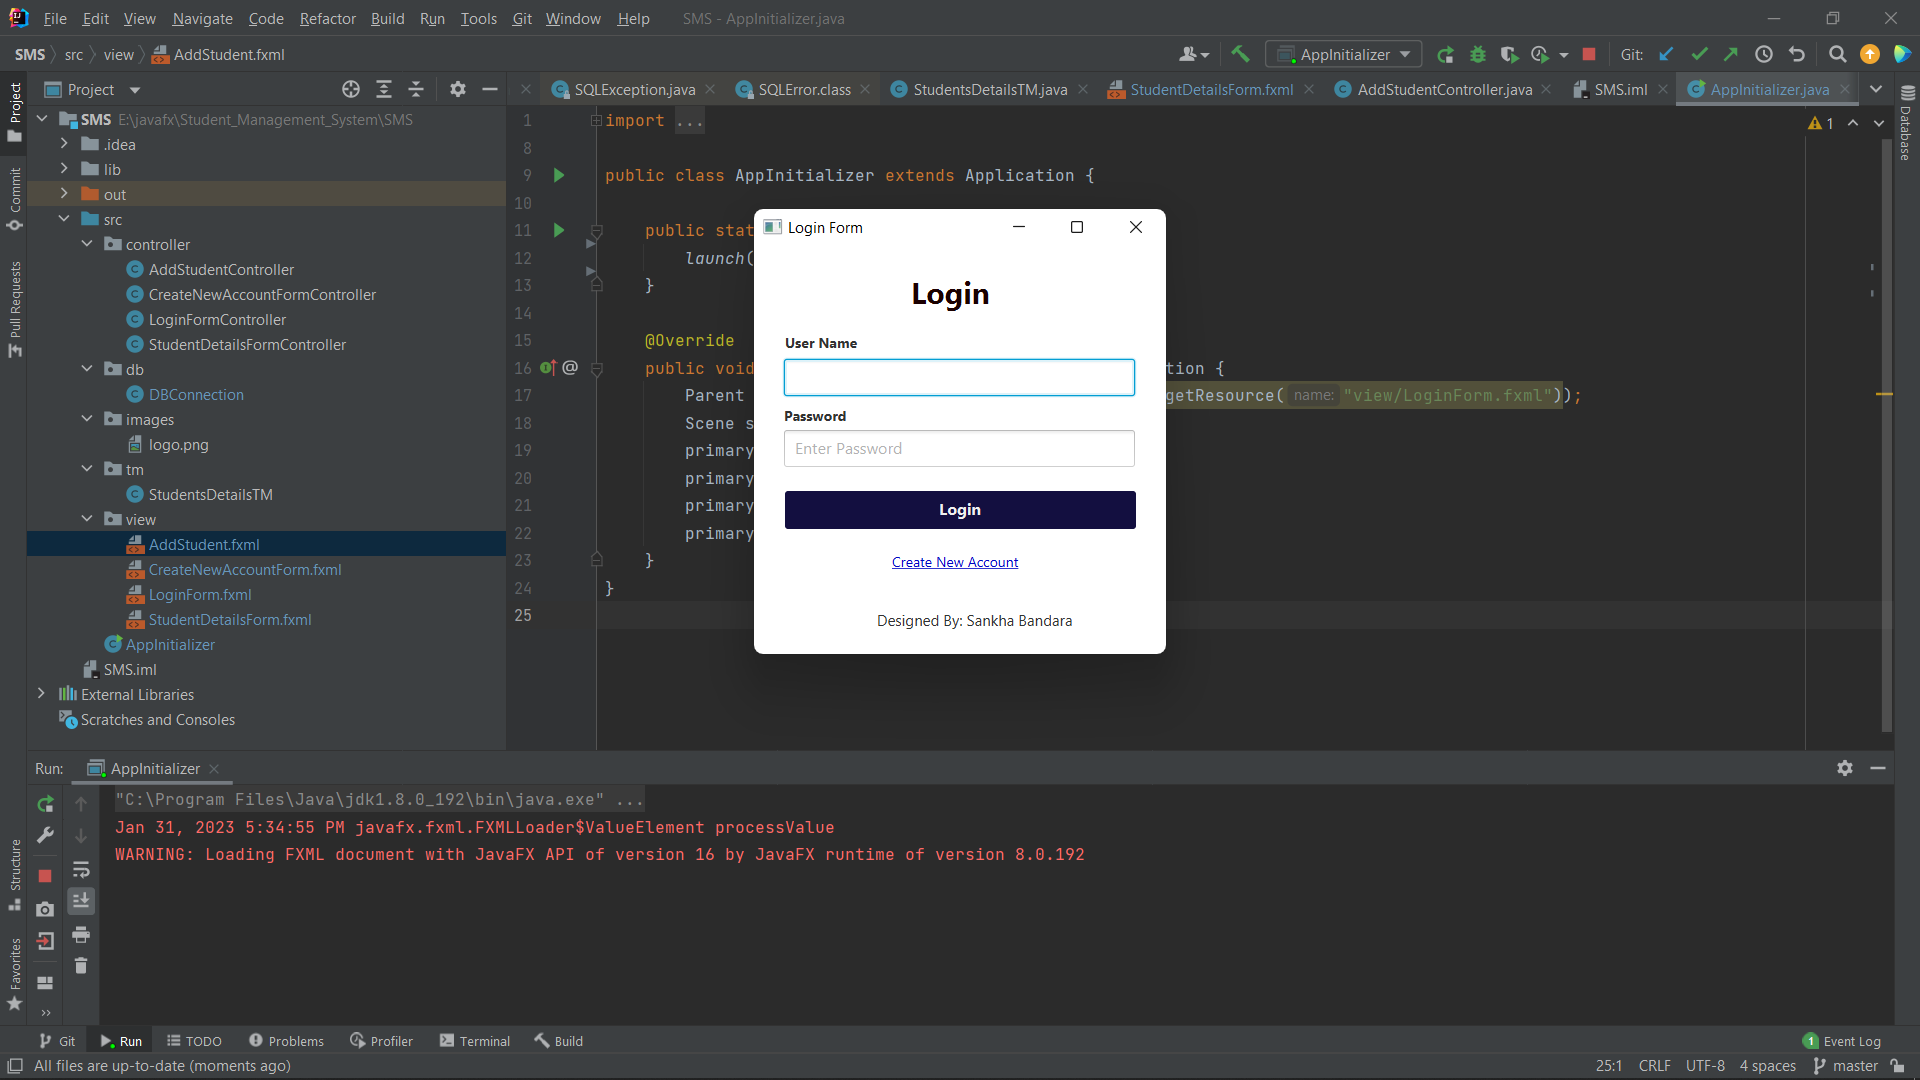 File Edit View Navigate Code Refactor Build Run Tools Git Window Help SMS - AppInitializer.java
SMS src view AddStudent.fxml
AppInitializer Git:
Project
SQLException.java SQLError.class StudentsDetailsTM.java StudentDetailsForm.fxml AddStudentController.java SMS.iml AppInitializer.java
SMS E:\javafx\Student_Management_System\SMS
.idea
lib
out
src
controller
AddStudentController
CreateNewAccountFormController
LoginFormController
StudentDetailsFormController
db
DBConnection
images
logo.png
tm
StudentsDetailsTM
view
AddStudent.fxml
CreateNewAccountForm.fxml
LoginForm.fxml
StudentDetailsForm.fxml
AppInitializer
SMS.iml
External Libraries
Scratches and Consoles
Project
Commit
Pull Requests
Structure
Favorites
Database
1
1 import ...
8
9 public class AppInitializer extends Application {
10
11 public stat
12 launch(
13 }
14
15 @Override
16 @ public void tion {
17 Parent getResource( name: "view/LoginForm.fxml"));
18 Scene s
19 primary
20 primary
21 primary
22 primary
23 }
24 }
25
Login Form
Login
User Name
Password
Enter Password
Login
Create New Account
Designed By: Sankha Bandara
Run: AppInitializer
"C:\Program Files\Java\jdk1.8.0_192\bin\java.exe" ...
Jan 31, 2023 5:34:55 PM javafx.fxml.FXMLLoader$ValueElement processValue
WARNING: Loading FXML document with JavaFX API of version 16 by JavaFX runtime of version 8.0.192
Git Run TODO Problems Profiler Terminal Build 1 Event Log
All files are up-to-date (moments ago) 25:1 CRLF UTF-8 4 spaces master